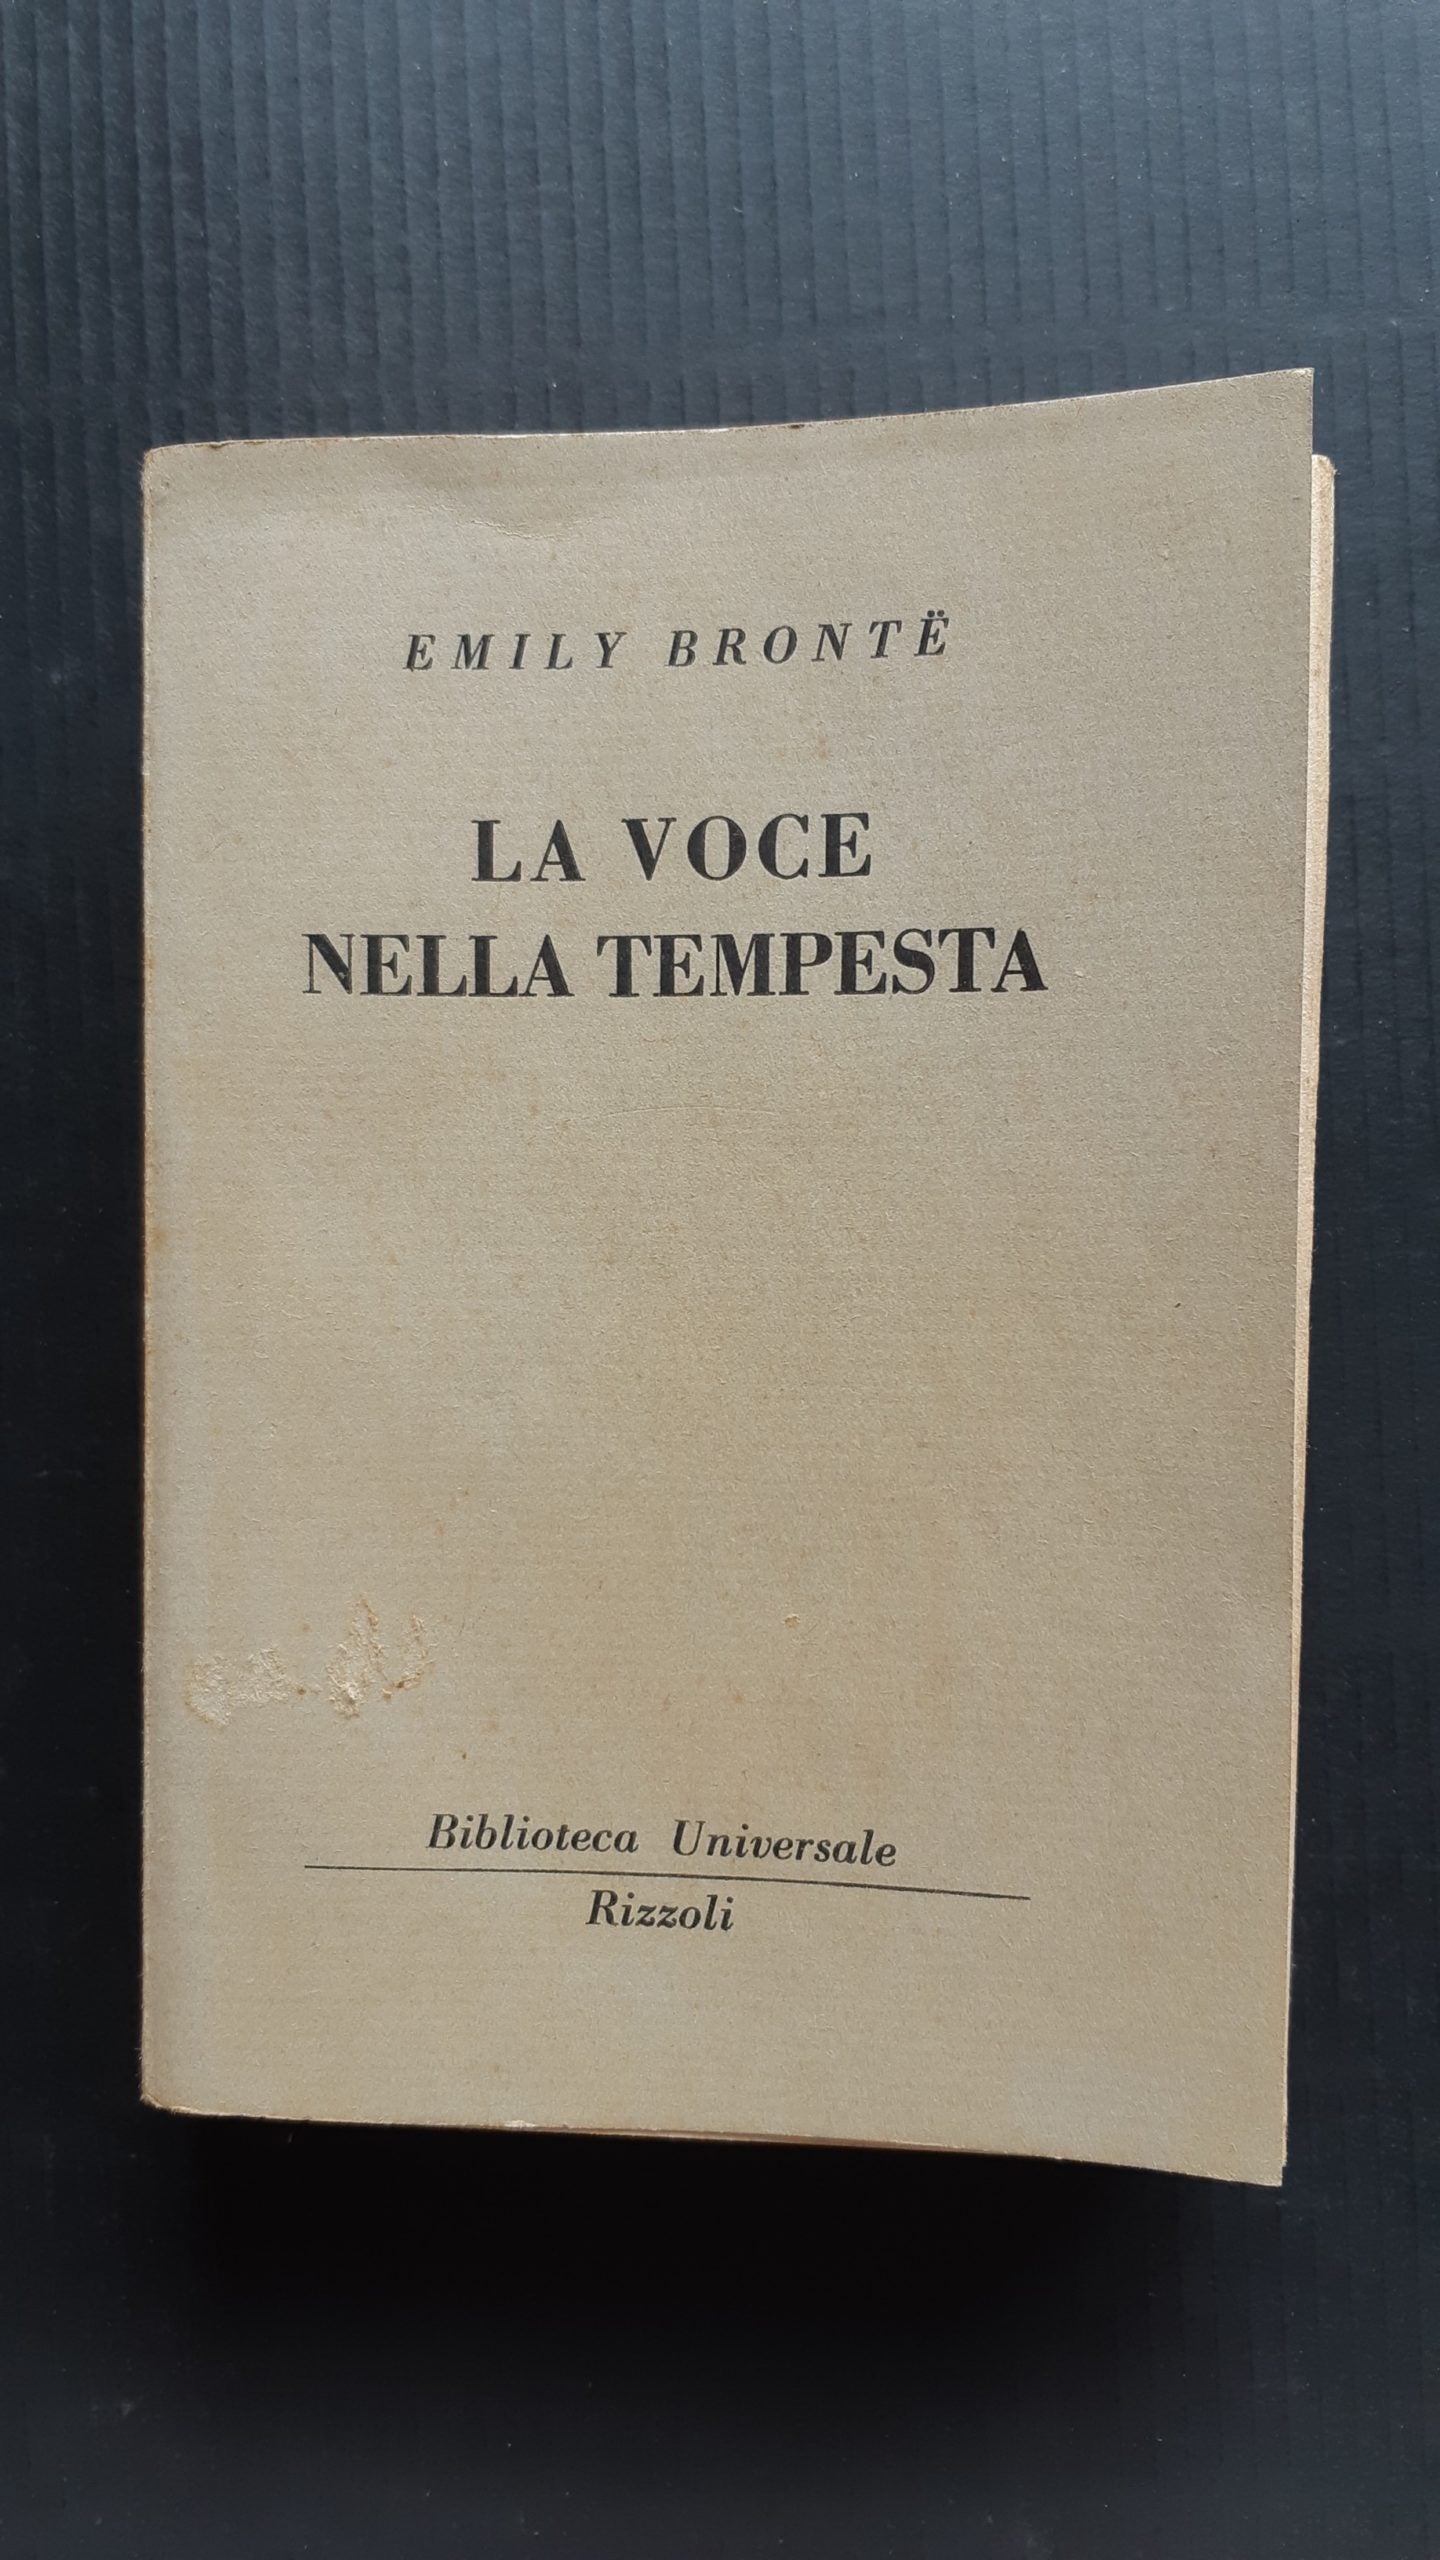 EMILY BRONTË
LA VOCE
NELLA TEMPESTA
Biblioteca Universale
Rizzoli